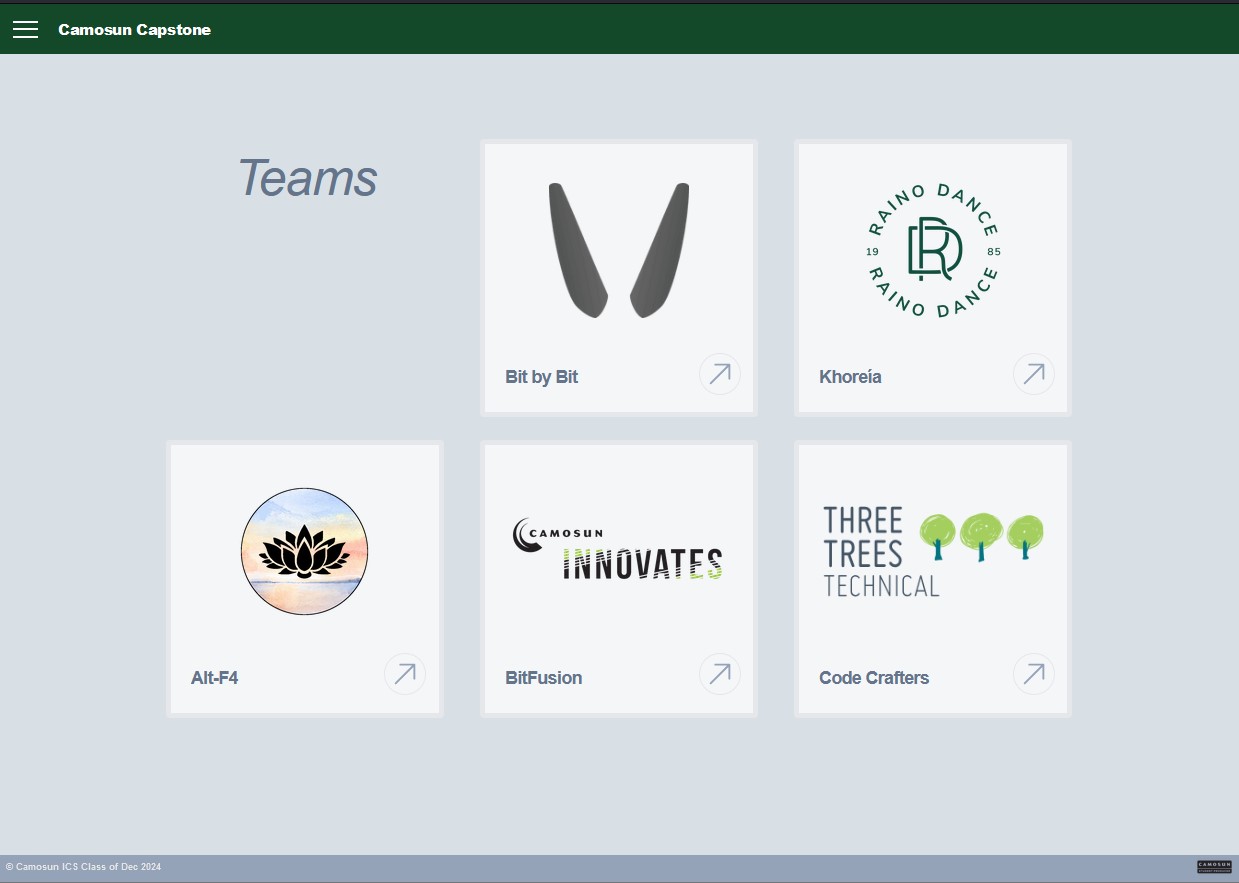 Camosun Capstone
Teams
RAINO DANCE
19
85
RD
RAINO DANCE
Bit by Bit
Khoreía
CAMOSUN
INNOVATES
THREE
TREES
TECHNICAL
Alt-F4
BitFusion
Code Crafters
© Camosun ICS Class of Dec 2024
CAMOSUN